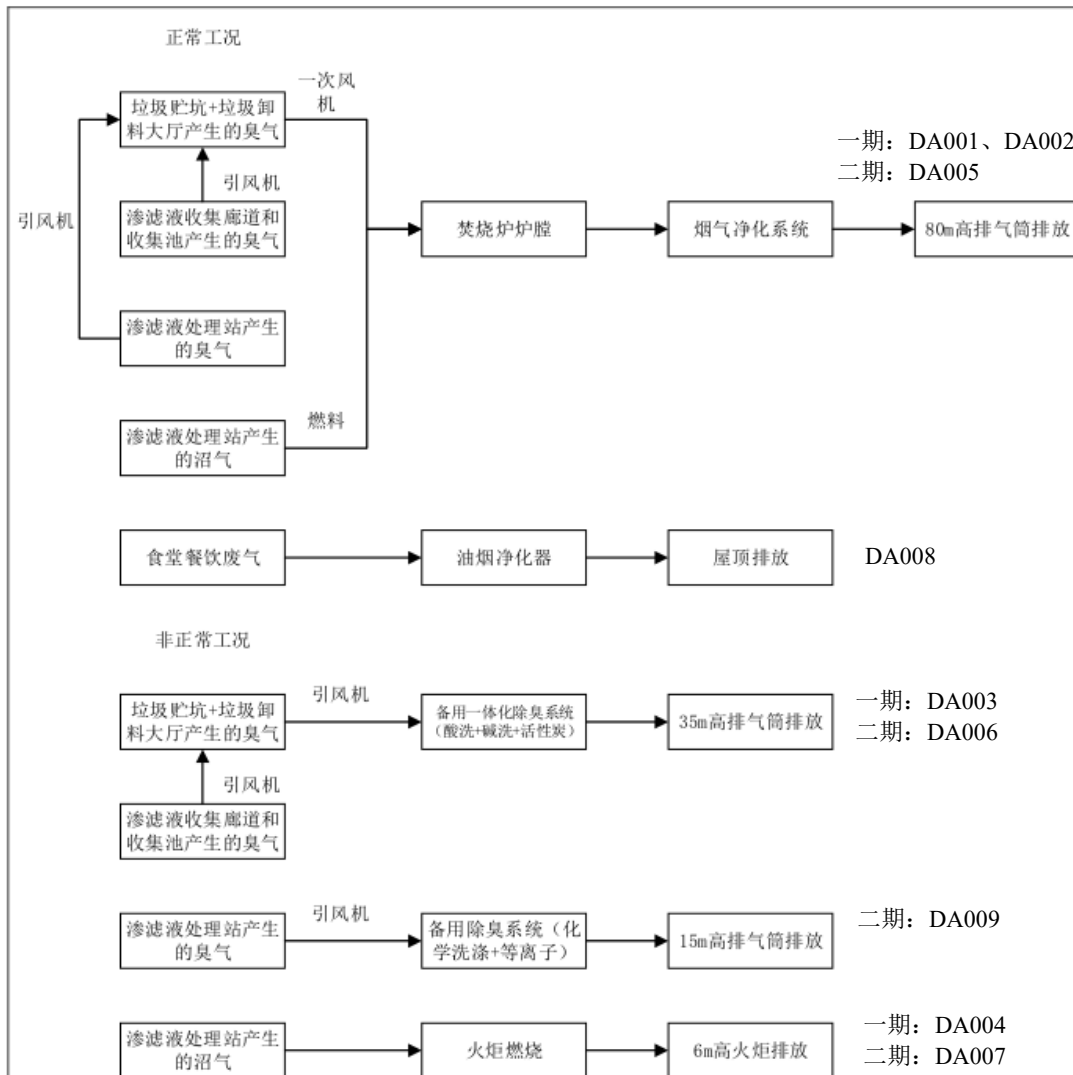 正常工况
一次风
机
垃圾贮坑+垃圾卸
料大厅产生的臭气
一期：DA001、DA002
二期：DA005
引风机
引风机
渗滤液收集廊道和
收集池产生的臭气
焚烧炉炉膛
烟气净化系统
80m高排气筒排放
渗滤液处理站产生
的臭气
燃料
渗滤液处理站产生
的沼气
食堂餐饮废气
油烟净化器
屋顶排放
DA008
非正常工况
引风机
垃圾贮坑+垃圾卸
料大厅产生的臭气
备用一体化除臭系统
（酸洗+碱洗+活性炭）
35m高排气筒排放
一期：DA003
二期：DA006
引风机
渗滤液收集廊道和
收集池产生的臭气
引风机
渗滤液处理站产生
的臭气
备用除臭系统（化
学洗涤+等离子）
15m高排气筒排放
二期：DA009
渗滤液处理站产生
的沼气
火炬燃烧
6m高火炬排放
一期：DA004
二期：DA007